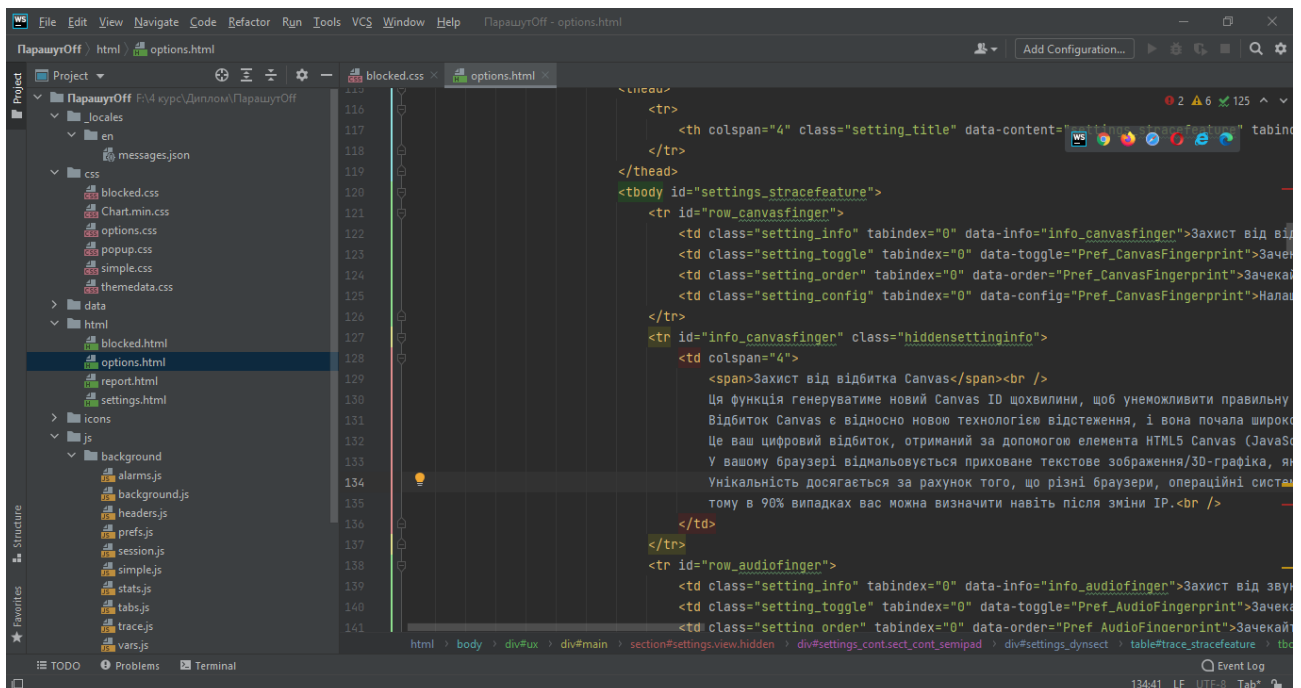 WS File Edit View Navigate Code Refactor Run Tools VCS Window Help ПарашутOff - options.html
ПарашутOff html options.html Add Configuration...
Project blocked.css options.html
ПарашутOff F:\4 курс\Диплом\ПарашутOff
_locales
en
messages.json
css
blocked.css
Chart.min.css
options.css
popup.css
simple.css
themedata.css
data
html
blocked.html
options.html
report.html
settings.html
icons
js
background
alarms.js
background.js
headers.js
prefs.js
session.js
simple.js
stats.js
tabs.js
trace.js
vars.js
Project
Structure
Favorites
2 6 125
115 <thead>
116 <tr>
117 <th colspan="4" class="setting_title" data-content="settings_stracefeature" tabind
118 </tr>
119 </thead>
120 <tbody id="settings_stracefeature">
121 <tr id="row_canvasfinger">
122 <td class="setting_info" tabindex="0" data-info="info_canvasfinger">Захист від від
123 <td class="setting_toggle" tabindex="0" data-toggle="Pref_CanvasFingerprint">Зачек
124 <td class="setting_order" tabindex="0" data-order="Pref_CanvasFingerprint">Зачекай
125 <td class="setting_config" tabindex="0" data-config="Pref_CanvasFingerprint">Налаш
126 </tr>
127 <tr id="info_canvasfinger" class="hiddensettinginfo">
128 <td colspan="4">
129 <span>Захист від відбитка Canvas</span><br />
130 Ця функція генеруватиме новий Canvas ID щохвилини, щоб унеможливити правильну
131 Відбиток Canvas є відносно новою технологією відстеження, і вона почала широко
132 Це ваш цифровий відбиток, отриманий за допомогою елемента HTML5 Canvas (JavaSc
133 У вашому браузері відмальовується приховане текстове зображення/3D-графіка, як
134 Унікальність досягається за рахунок того, що різні браузери, операційні систем
135 тому в 90% випадках вас можна визначити навіть після зміни IP.<br />
136 </td>
137 </tr>
138 <tr id="row_audiofinger">
139 <td class="setting_info" tabindex="0" data-info="info_audiofinger">Захист від звук
140 <td class="setting_toggle" tabindex="0" data-toggle="Pref_AudioFingerprint">Зачека
141 <td class="setting_order" tabindex="0" data-order="Pref_AudioFingerprint">Зачекайт
html body div#ux div#main section#settings.view.hidden div#settings_cont.sect_cont_semipad div#settings_dynsect table#trace_stracefeature tbo
TODO Problems Terminal Event Log
134:41 LF UTF-8 Tab*